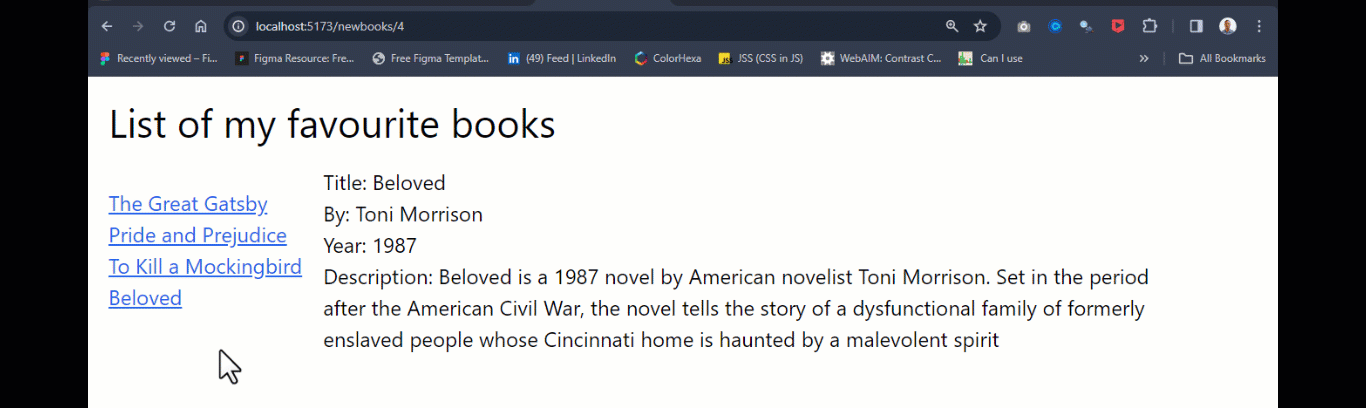 localhost:5173/newbooks/4
Recently viewed – Fi... Figma Resource: Fre... Free Figma Templat... (49) Feed | LinkedIn ColorHexa JSS (CSS in JS) WebAIM: Contrast C... Can I use » All Bookmarks
List of my favourite books
The Great Gatsby
Pride and Prejudice
To Kill a Mockingbird
Beloved
Title: Beloved
By: Toni Morrison
Year: 1987
Description: Beloved is a 1987 novel by American novelist Toni Morrison. Set in the period
after the American Civil War, the novel tells the story of a dysfunctional family of formerly
enslaved people whose Cincinnati home is haunted by a malevolent spirit